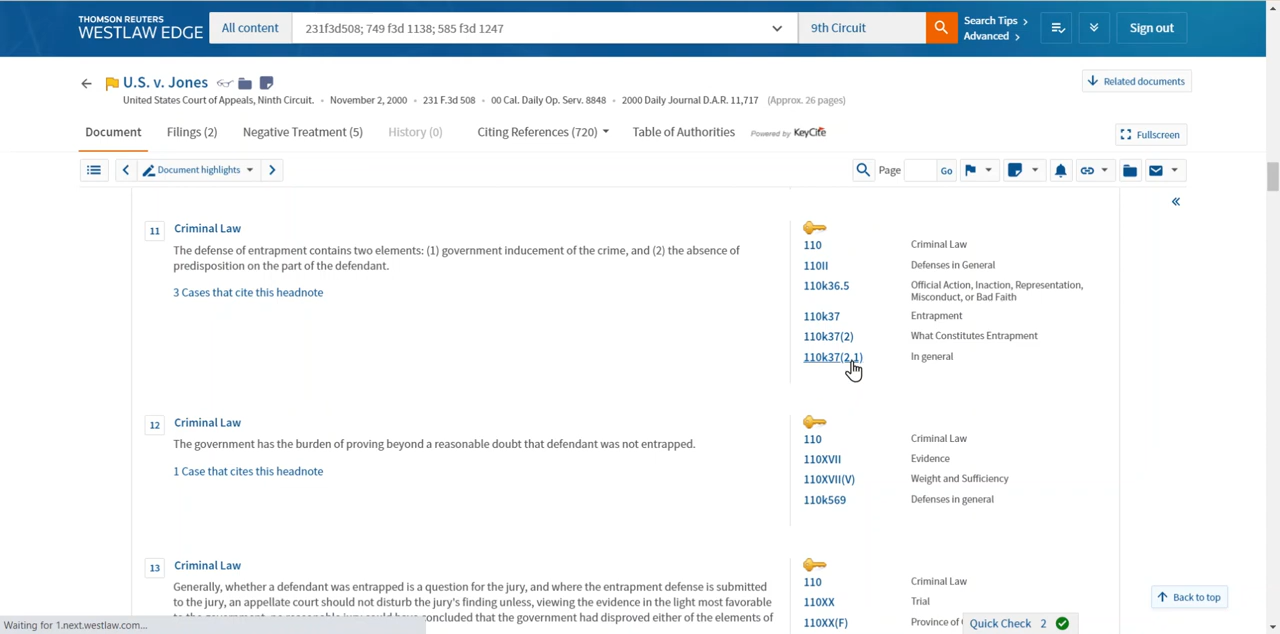 THOMSON REUTERS
WESTLAW EDGE
All content
231f3d508; 749 f3d 1138; 585 f3d 1247
9th Circuit
Search Tips
Advanced
Sign out
U.S. v. Jones
Related documents
United States Court of Appeals, Ninth Circuit. • November 2, 2000 • 231 F.3d 508 • 00 Cal. Daily Op. Serv. 8848 • 2000 Daily Journal D.A.R. 11,717 (Approx. 26 pages)
Document
Filings (2)
Negative Treatment (5)
History (0)
Citing References (720)
Table of Authorities
Powered by KeyCite
Fullscreen
Document highlights
Page
Go
11
Criminal Law
The defense of entrapment contains two elements: (1) government inducement of the crime, and (2) the absence of
predisposition on the part of the defendant.
3 Cases that cite this headnote
110 Criminal Law
110II Defenses in General
110k36.5 Official Action, Inaction, Representation,
Misconduct, or Bad Faith
110k37 Entrapment
110k37(2) What Constitutes Entrapment
110k37(2.1) In general
12
Criminal Law
The government has the burden of proving beyond a reasonable doubt that defendant was not entrapped.
1 Case that cites this headnote
110 Criminal Law
110XVII Evidence
110XVII(V) Weight and Sufficiency
110k569 Defenses in general
13
Criminal Law
Generally, whether a defendant was entrapped is a question for the jury, and where the entrapment defense is submitted
to the jury, an appellate court should not disturb the jury's finding unless, viewing the evidence in the light most favorable
110 Criminal Law
110XX Trial
110XX(F) Province of
Back to top
Quick Check 2
Waiting for 1.next.westlaw.com...